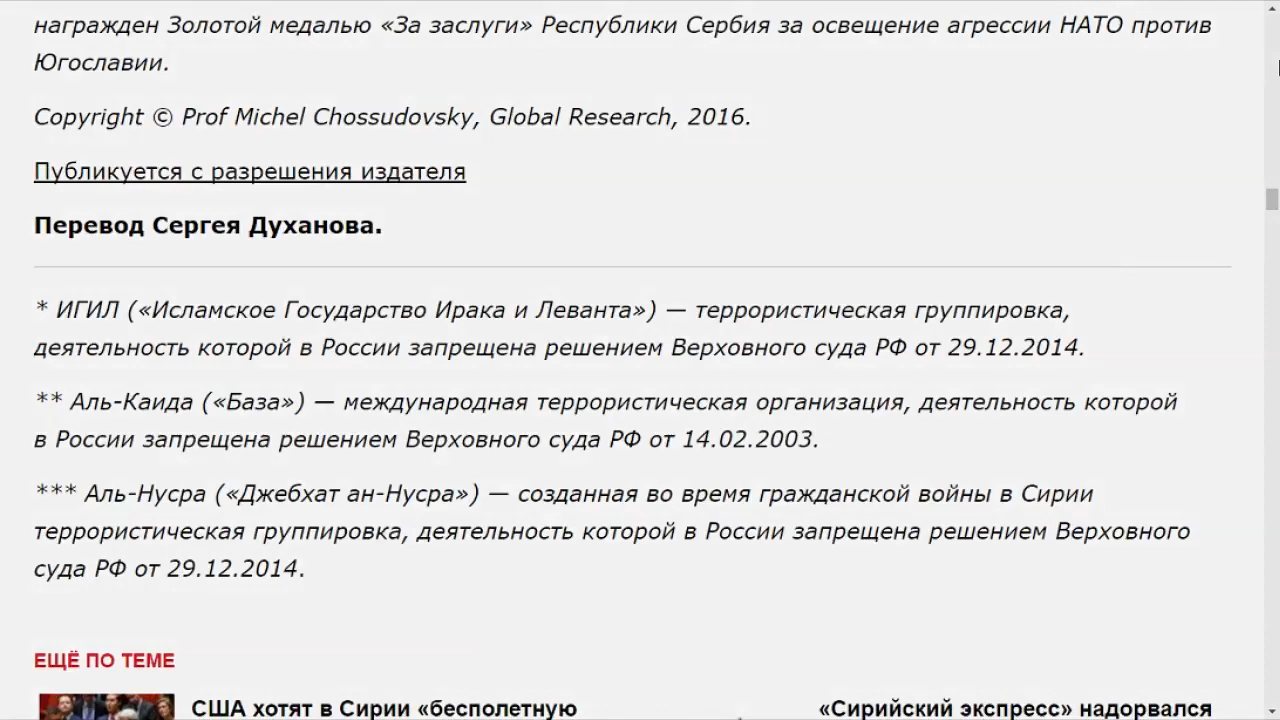 награжден Золотой медалью «За заслуги» Республики Сербия за освещение агрессии НАТО против
Югославии.
Copyright © Prof Michel Chossudovsky, Global Research, 2016.
Публикуется с разрешения издателя
Перевод Сергея Духанова.
* ИГИЛ («Исламское Государство Ирака и Леванта») — террористическая группировка,
деятельность которой в России запрещена решением Верховного суда РФ от 29.12.2014.
** Аль-Каида («База») — международная террористическая организация, деятельность которой
в России запрещена решением Верховного суда РФ от 14.02.2003.
*** Аль-Нусра («Джебхат ан-Нусра») — созданная во время гражданской войны в Сирии
террористическая группировка, деятельность которой в России запрещена решением Верховного
суда РФ от 29.12.2014.
ЕЩЁ ПО ТЕМЕ
США хотят в Сирии «бесполетную
«Сирийский экспресс» надорвался